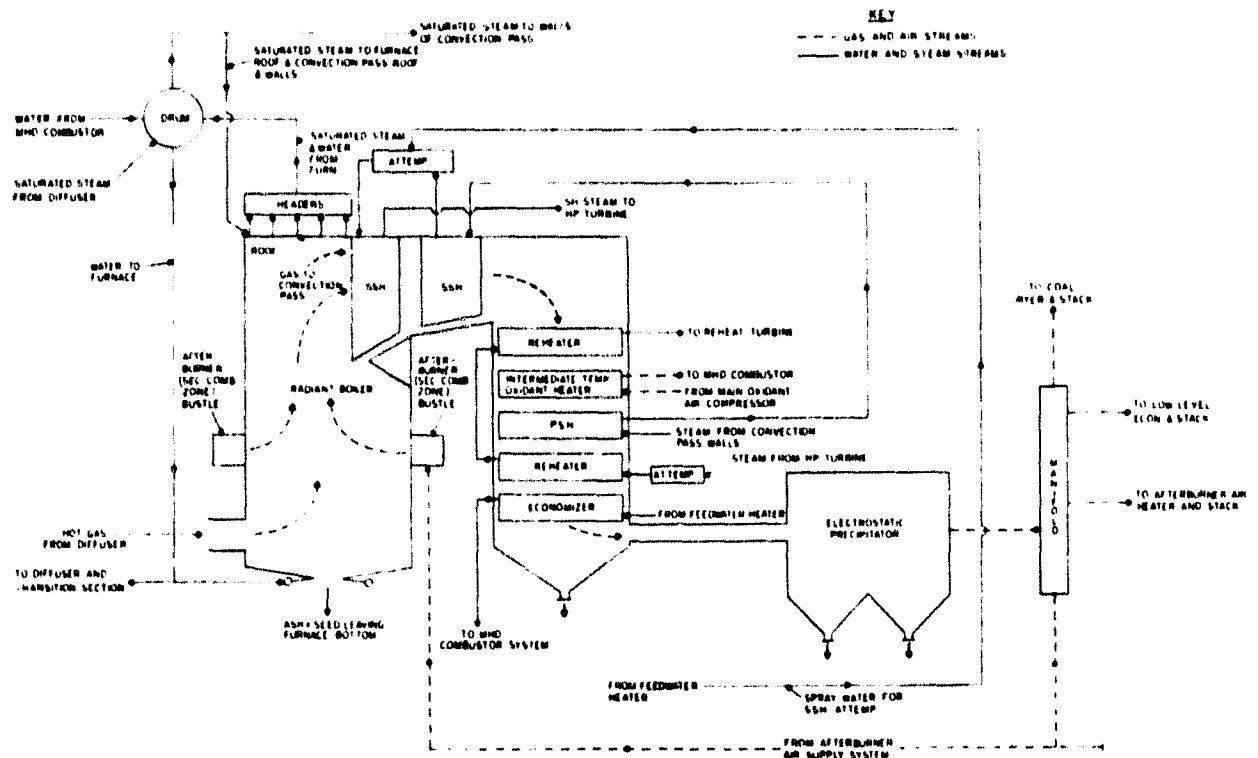 KEY
GAS AND AIR STREAMS
WATER AND STEAM STREAMS
SATURATED STEAM TO WALLS
OF CONVECTION PASS
SATURATED STEAM TO FURNACE
ROOF & CONVECTION PASS ROOF
& WALLS
WATER FROM
MHD COMBUSTOR
DRUM
SATURATED STEAM
FROM DIFFUSER
SATURATED STEAM
& WATER
FROM
FURN
ATTEMP
HEADERS
SH STEAM TO
HP TURBINE
ROOF
WATER TO
FURNACE
GAS TO
CONVECTION
PASS
SSH
SSH
TO COAL
DRYER & STACK
REHEATER
TO REHEAT TURBINE
AFTER
BURNER
(SEC COMB
ZONE)
BUSTLE
RADIANT BOILER
AFTER-
BURNER
(SEC COMB
ZONE)
BUSTLE
INTERMEDIATE TEMP
OXIDANT HEATER
TO MHD COMBUSTOR
FROM MAIN OXIDANT
AIR COMPRESSOR
PSH
STEAM FROM CONVECTION
PASS WALLS
TO LOW LEVEL
ECON & STACK
REHEATER
ATTEMP
STEAM FROM HP TURBINE
MANIFOLD
ECONOMIZER
FROM FEEDWATER HEATER
ELECTROSTATIC
PRECIPITATOR
TO AFTERBURNER AIR
HEATER AND STACK
HOT GAS
FROM DIFFUSER
TO DIFFUSER AND
TRANSITION SECTION
ASH & SEED LEAVING
FURNACE BOTTOM
TO MHD
COMBUSTOR SYSTEM
FROM FEEDWATER
HEATER
SPRAY WATER FOR
SSH ATTEMP
FROM AFTERBURNER
AIR SUPPLY SYSTEM